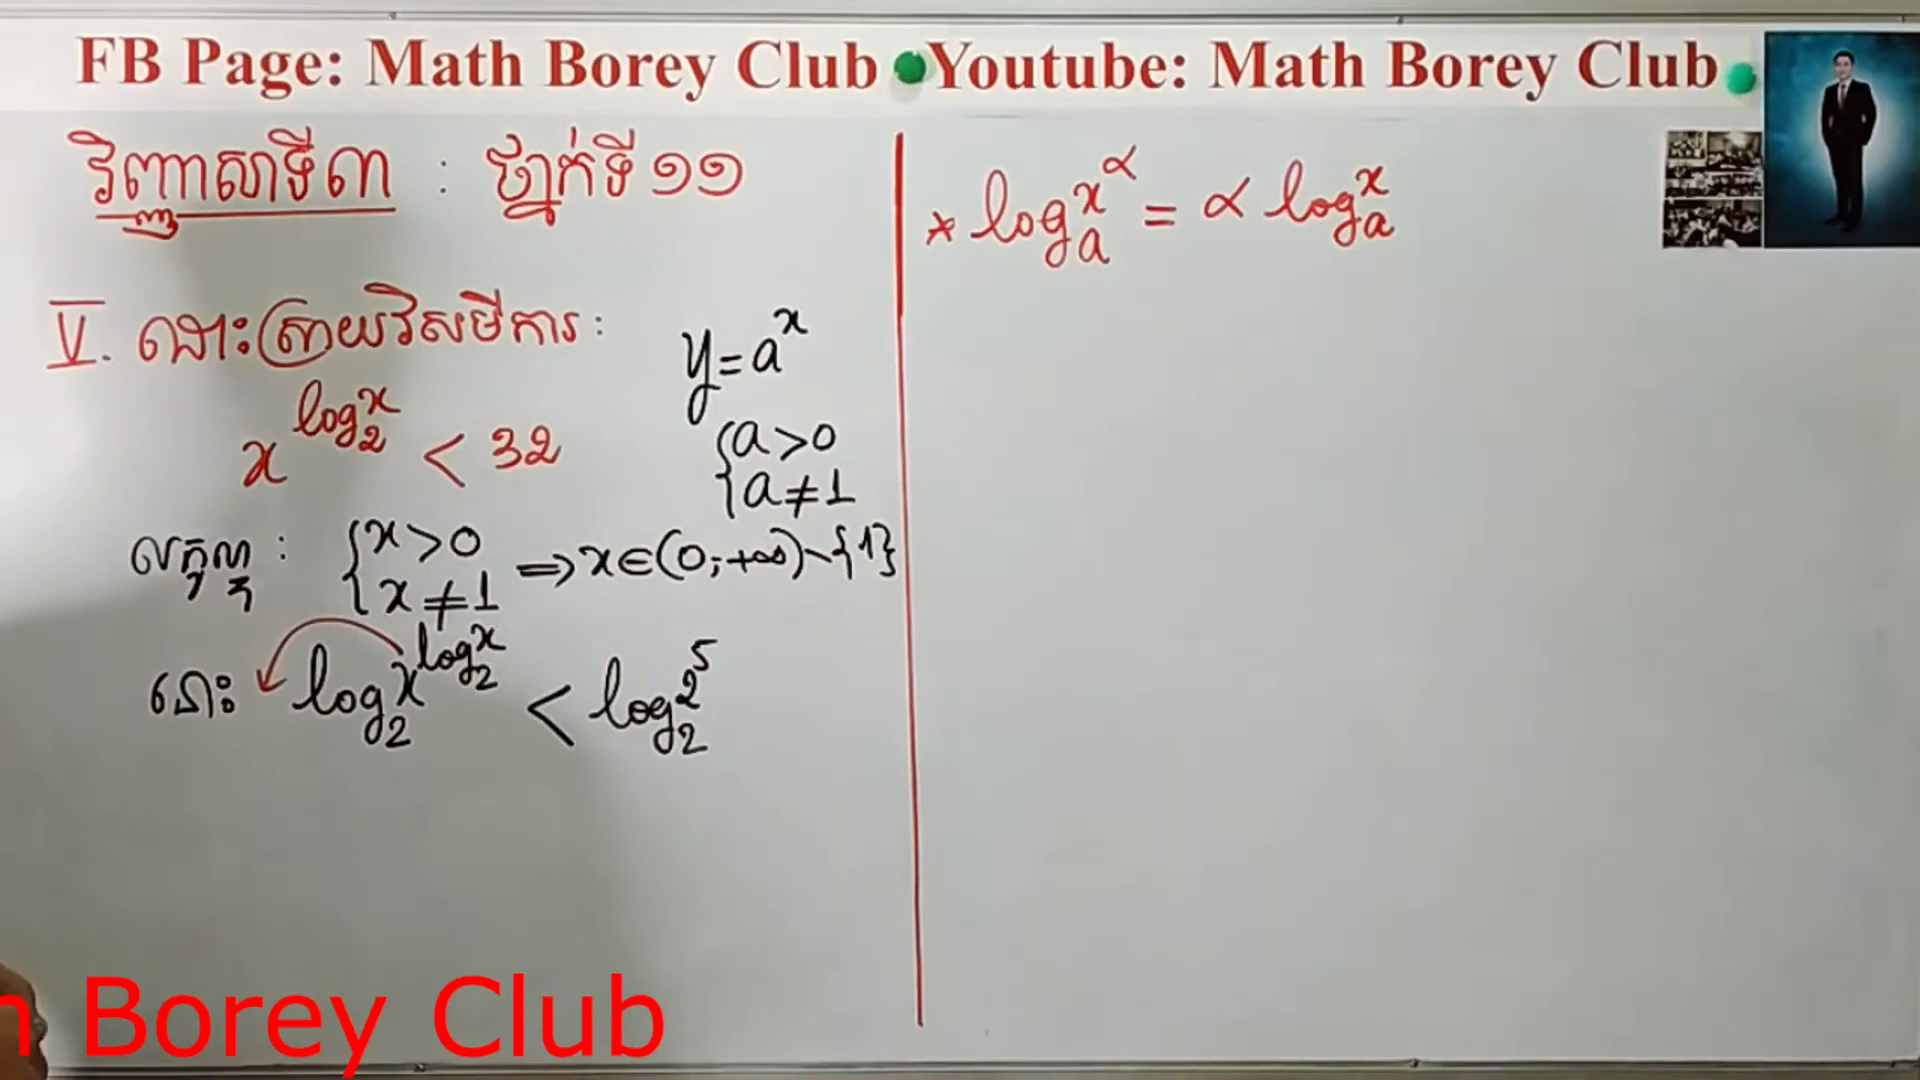 FB Page: Math Borey Club ●Youtube: Math Borey Club
វិញ្ញាសាទី៣ : ថ្នាក់ទី ១១
V. ដោះស្រាយវិសមីការ :
x^{log_2 x} < 32
y = a^x
{a > 0
{a ≠ 1
លក្ខណ្ឌ : {x > 0
{x ≠ 1
⇒ x ∈ (0; +∞) \ {1}
នោះ log_2 x^{log_2 x} < log_2 2^5
* log_a x^α = α log_a x
n Borey Club